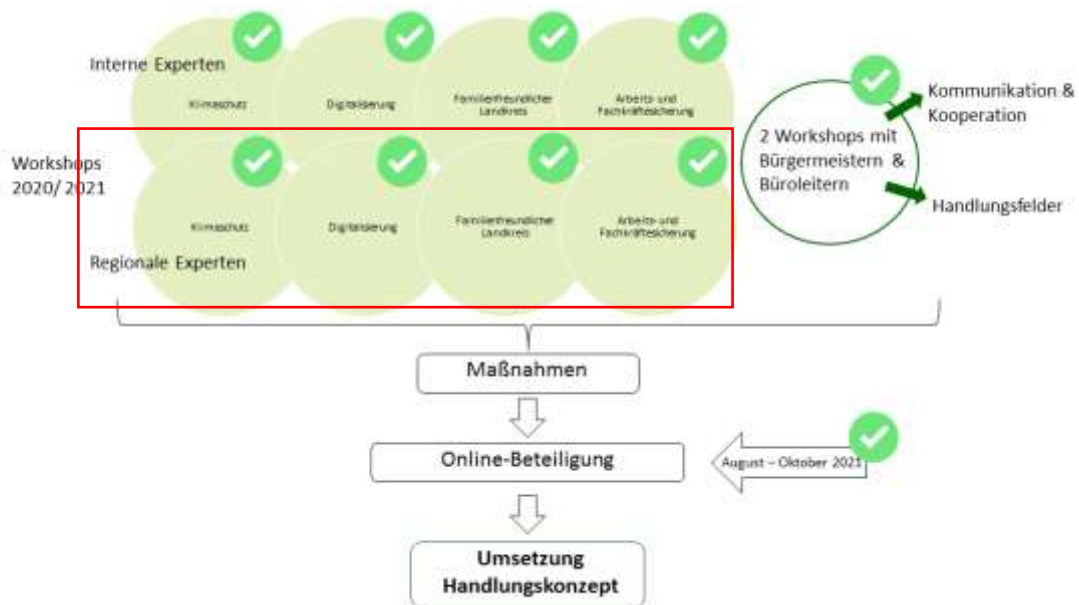 Interne Experten
Klimaschutz
Digitalisierung
Familienfreundlicher
Landkreis
Arbeits- und
Fachkräftesicherung
Workshops
2020/ 2021
Klimaschutz
Digitalisierung
Familienfreundlicher
Landkreis
Arbeits- und
Fachkräftesicherung
Regionale Experten
2 Workshops mit
Bürgermeistern &
Büroleitern
Kommunikation &
Kooperation
Handlungsfelder
Maßnahmen
Online-Beteiligung
August – Oktober 2021
Umsetzung
Handlungskonzept